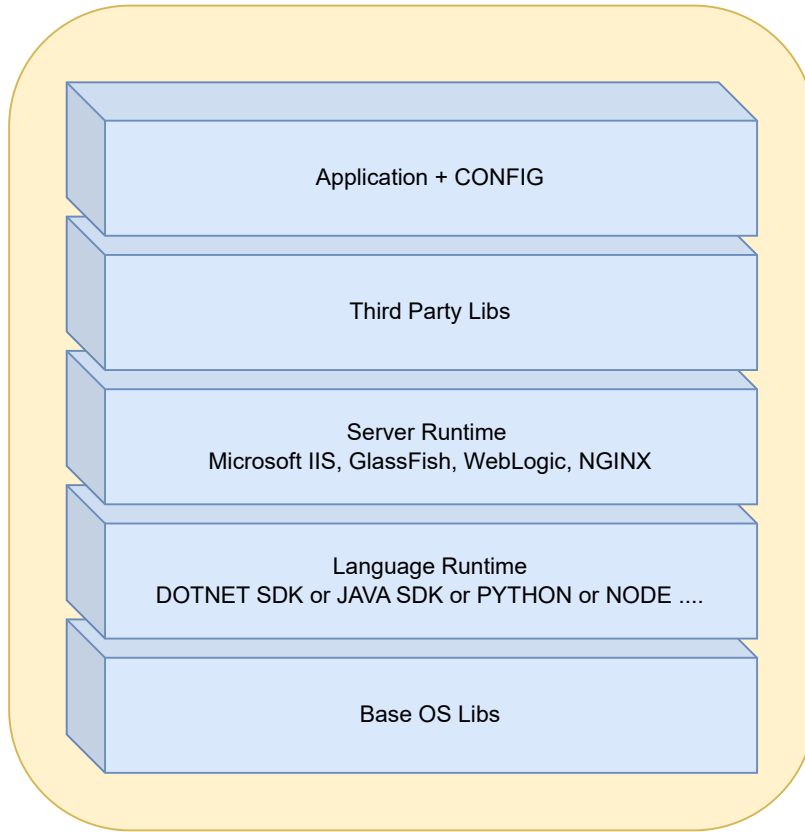 Application + CONFIG
Third Party Libs
Server Runtime
Microsoft IIS, GlassFish, WebLogic, NGINX
Language Runtime
DOTNET SDK or JAVA SDK or PYTHON or NODE ....
Base OS Libs